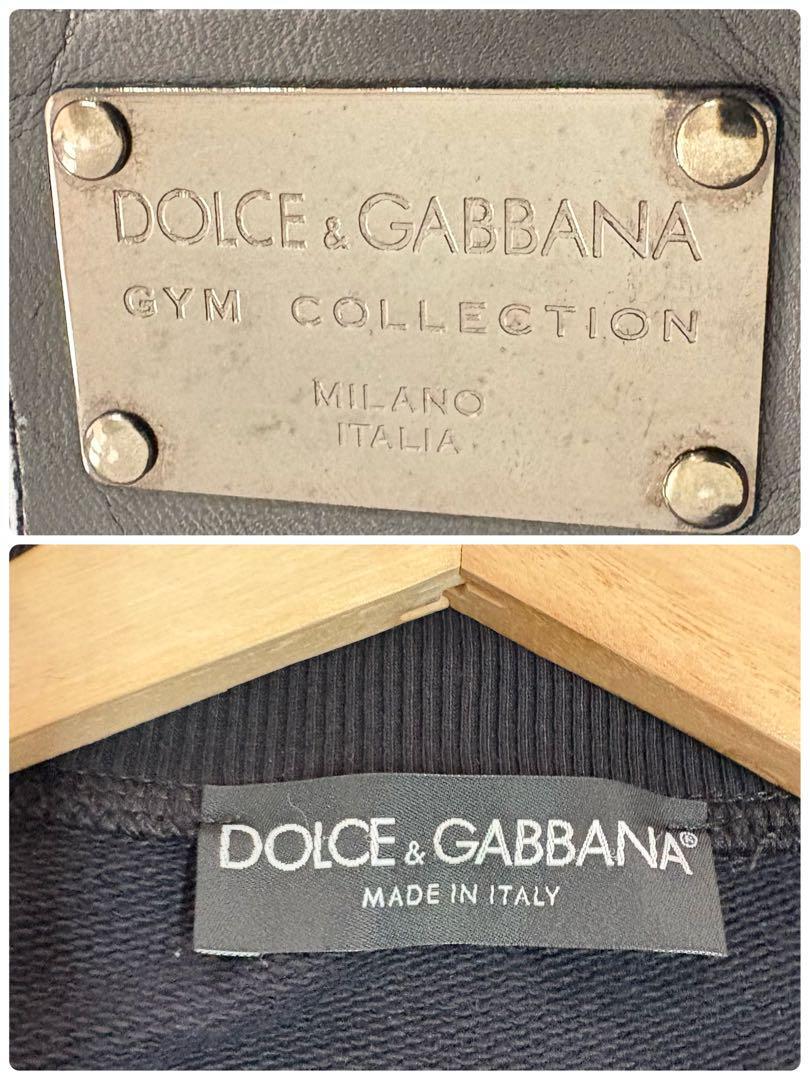 DOLCE & GABBANA
GYM COLLECTION
MILANO
ITALIA
DOLCE & GABBANA®
MADE IN ITALY